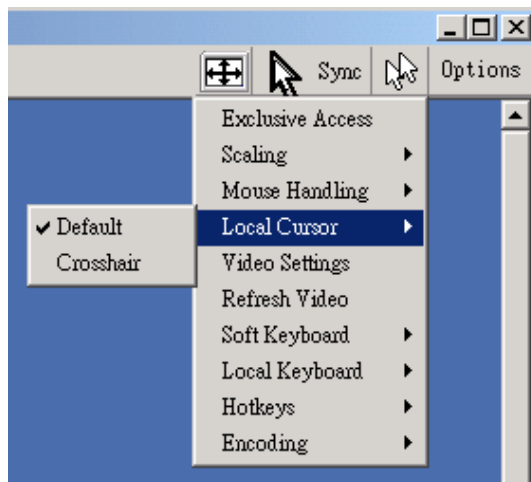 Sync Options
Exclusive Access
Scaling
Mouse Handling
Local Cursor
Default
Crosshair
Video Settings
Refresh Video
Soft Keyboard
Local Keyboard
Hotkeys
Encoding